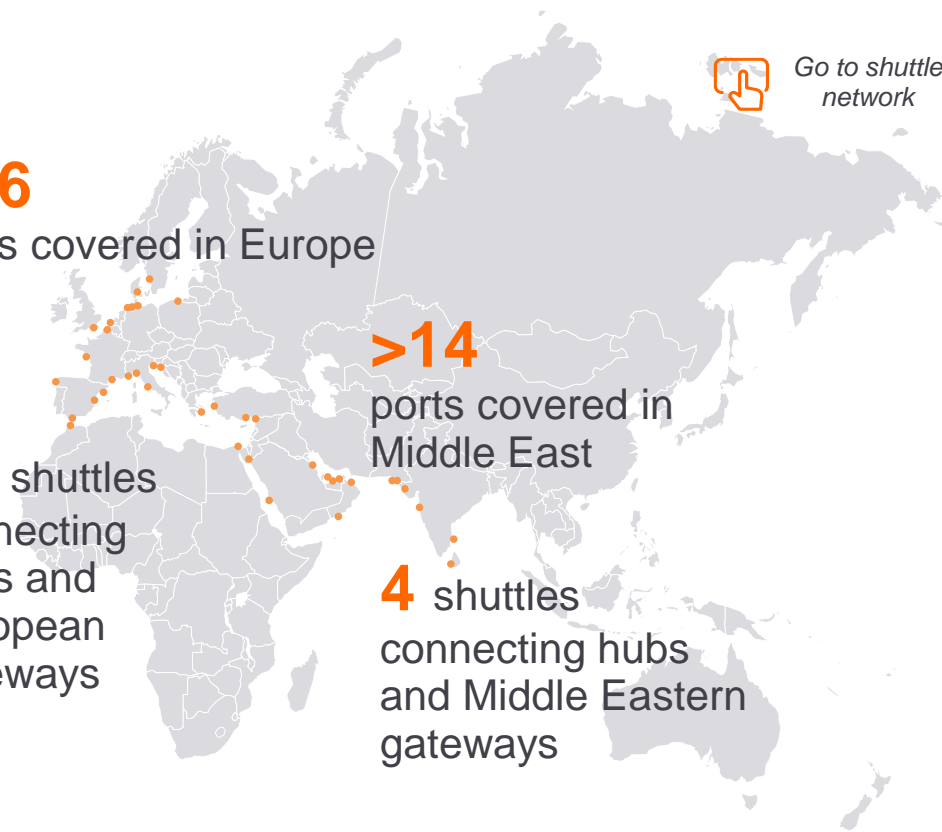 Go to shuttle
network
6
s covered in Europe
>14
ports covered in
Middle East
shuttles
necting
s and
opean
eways
4 shuttles
connecting hubs
and Middle Eastern
gateways